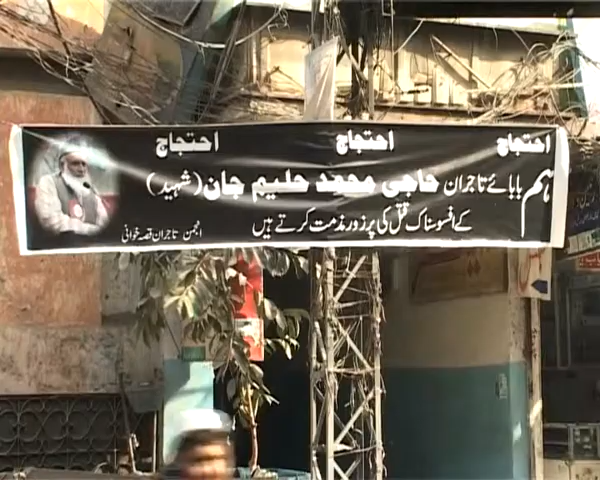 احتجاج احتجاج احتجاج
ہم بابائے تاجران حاجی محمد حلیم جان (شہید)
کے افسوسناک قتل کی پرزور مذمت کرتے ہیں
انجمن تاجران قصہ خوانی